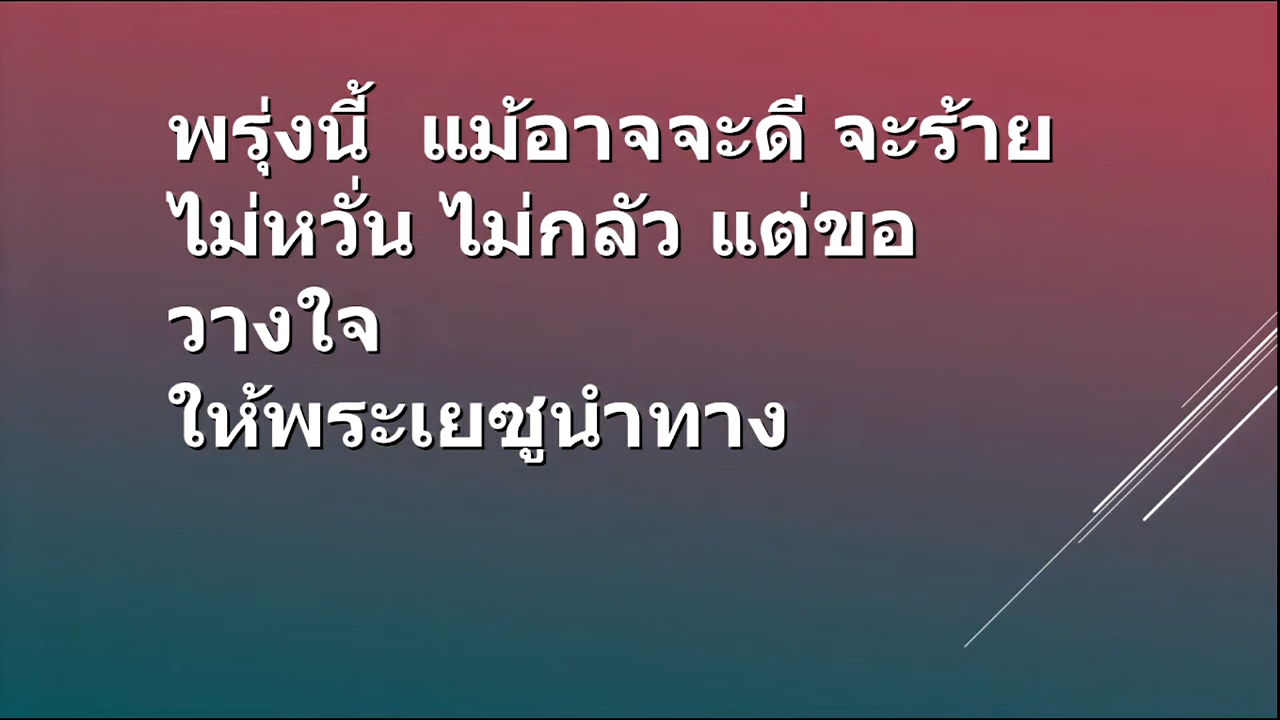 พรุ่งนี้  แม้อาจจะดี จะร้าย
ไม่หวั่น ไม่กลัว แต่ขอ
วางใจ
ให้พระเยซูนำทาง